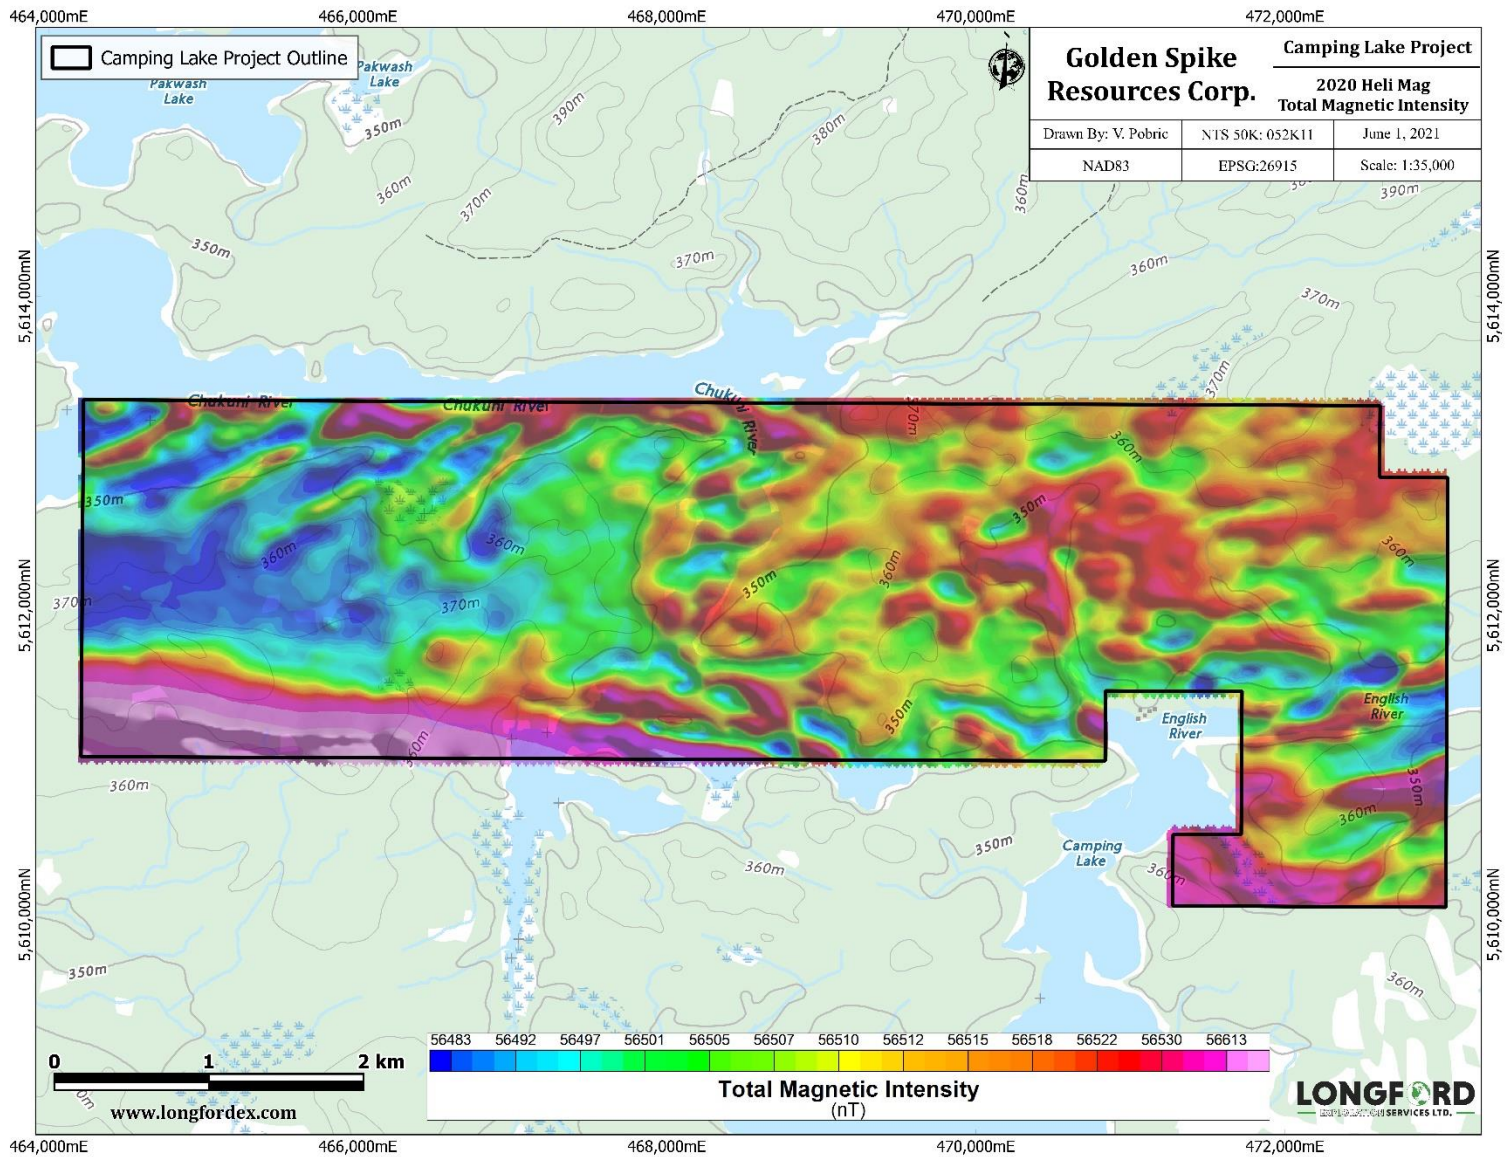 464,000mE 466,000mE 468,000mE 470,000mE 472,000mE
Camping Lake Project Outline
Golden Spike
Resources Corp.
Camping Lake Project
2020 Heli Mag
Total Magnetic Intensity
Drawn By: V. Pobric NTS 50K: 052K11 June 1, 2021
NAD83 EPSG:26915 Scale: 1:35,000
Pakwash
Lake
Pakwash
Lake
350m
390m
380m
360m
370m
360m
390m
350m
370m
360m
370m
5,614,000mN
5,614,000mN
370m
Chukuni River
Chukuni River
Chukuni River
370m
360m
350m
350m
360m
360m
360m
350m
360m
370m
370m
5,612,000mN
5,612,000mN
350m
360m
English
River
English
River
350m
360m
360m
350m
Camping
Lake
360m
360m
5,610,000mN
5,610,000mN
350m
360m
0 1 2 km
www.longfordex.com
56483 56492 56497 56501 56505 56507 56510 56512 56515 56518 56522 56530 56613
Total Magnetic Intensity
(nT)
LONGFORD
EXPLORATION SERVICES LTD.
464,000mE 466,000mE 468,000mE 470,000mE 472,000mE